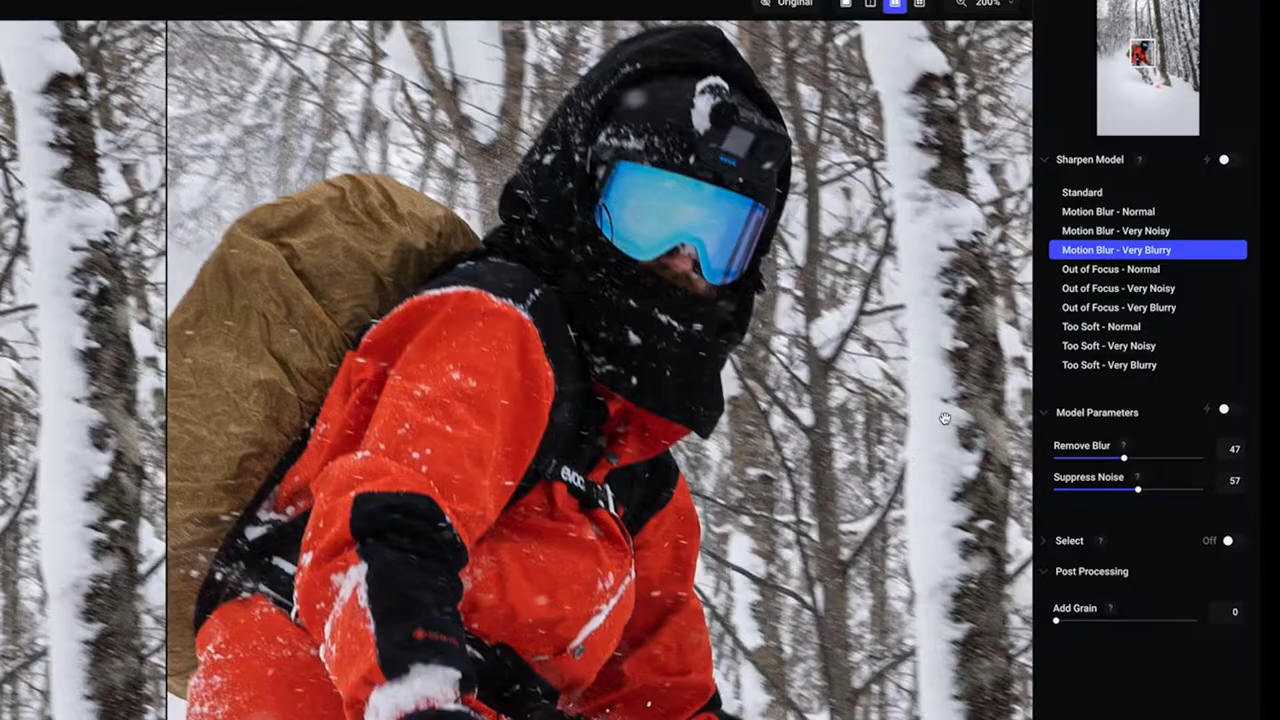 Original
200%
Sharpen Model ?
Standard
Motion Blur - Normal
Motion Blur - Very Noisy
Motion Blur - Very Blurry
Out of Focus - Normal
Out of Focus - Very Noisy
Out of Focus - Very Blurry
Too Soft - Normal
Too Soft - Very Noisy
Too Soft - Very Blurry
Model Parameters
Remove Blur ? 47
Suppress Noise ? 57
Select ? Off
Post Processing
Add Grain ? 0